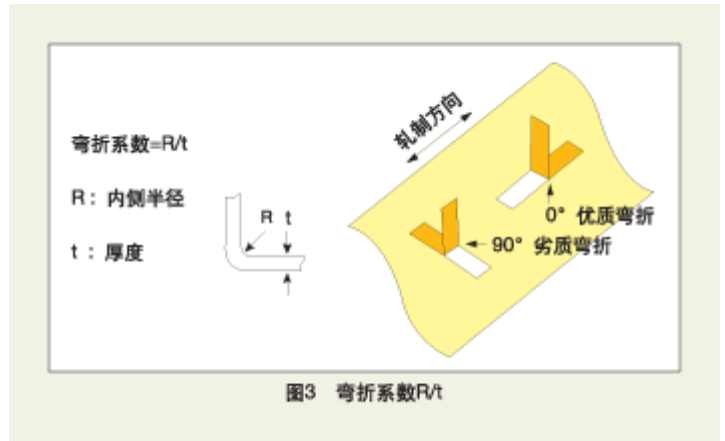 弯折系数=R/t
R：内侧半径
t：厚度
R t
轧制方向
0° 优质弯折
90° 劣质弯折
图3 弯折系数R/t